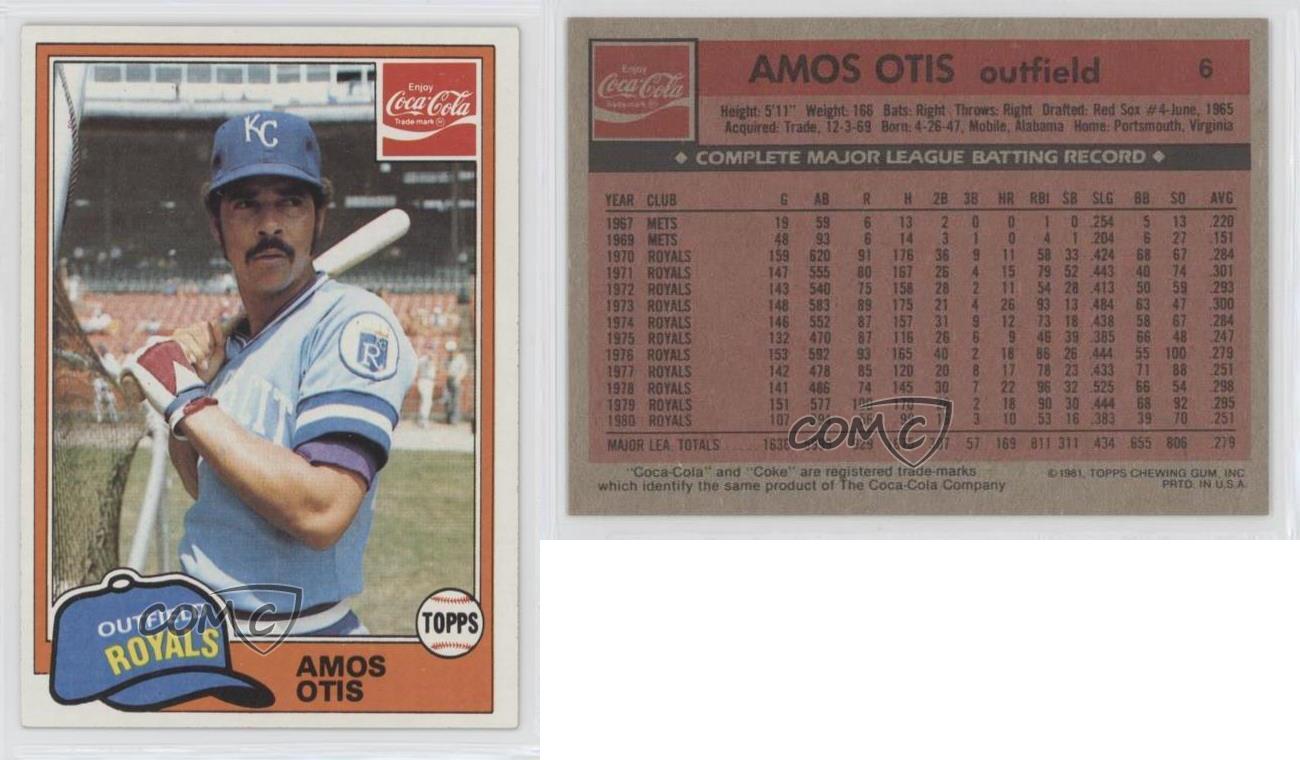 Enjoy
Coca-Cola
Trade mark ®
KC
R
OUTFIELD
ROYALS
TOPPS
AMOS
OTIS
COMC
Enjoy
Coca-Cola
Trade mark ®
AMOS OTIS outfield 6
Height: 5'11" Weight: 166 Bats: Right Throws: Right Drafted: Red Sox #4-June, 1965
Acquired: Trade, 12-3-69 Born: 4-26-47, Mobile, Alabama Home: Portsmouth, Virginia
◆ COMPLETE MAJOR LEAGUE BATTING RECORD ◆
YEAR CLUB G AB R H 2B 3B HR RBI SB SLG BB SO AVG
1967 METS 19 59 6 13 2 0 0 1 0 .254 5 13 .220
1969 METS 48 93 6 14 3 1 0 4 1 .204 6 27 .151
1970 ROYALS 159 620 91 176 36 9 11 58 33 .424 68 67 .284
1971 ROYALS 147 555 80 167 26 4 15 79 52 .443 40 74 .301
1972 ROYALS 143 540 75 158 28 2 11 54 28 .413 50 59 .293
1973 ROYALS 148 583 89 175 21 4 26 93 13 .484 63 47 .300
1974 ROYALS 146 552 87 157 31 9 12 73 18 .438 58 67 .284
1975 ROYALS 132 470 87 116 26 6 9 46 39 .385 66 48 .247
1976 ROYALS 153 592 93 165 40 2 18 86 26 .444 55 100 .279
1977 ROYALS 142 478 85 120 20 8 17 78 23 .433 71 88 .251
1978 ROYALS 141 486 74 145 30 7 22 96 32 .525 66 54 .298
1979 ROYALS 151 577 2 18 90 30 .444 68 92 .295
1980 ROYALS 107 3 10 53 16 .383 39 70 .251
MAJOR LEA. TOTALS 57 169 811 311 .434 655 806 .279
COMC
"Coca-Cola" and "Coke" are registered trade-marks
which identify the same product of The Coca-Cola Company
© 1981, TOPPS CHEWING GUM, INC
PRTD. IN U.S.A.